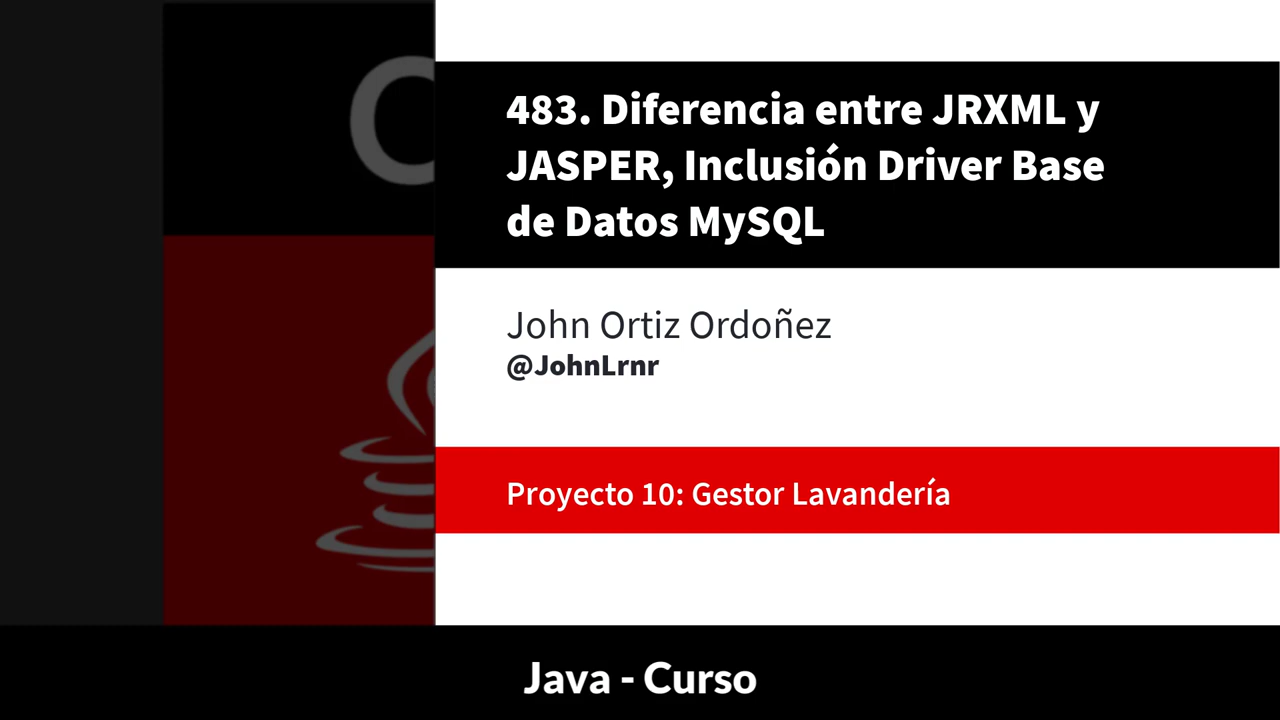 483. Diferencia entre JRXML y
JASPER, Inclusión Driver Base
de Datos MySQL
John Ortiz Ordoñez
@JohnLrnr
Proyecto 10: Gestor Lavandería
Java - Curso